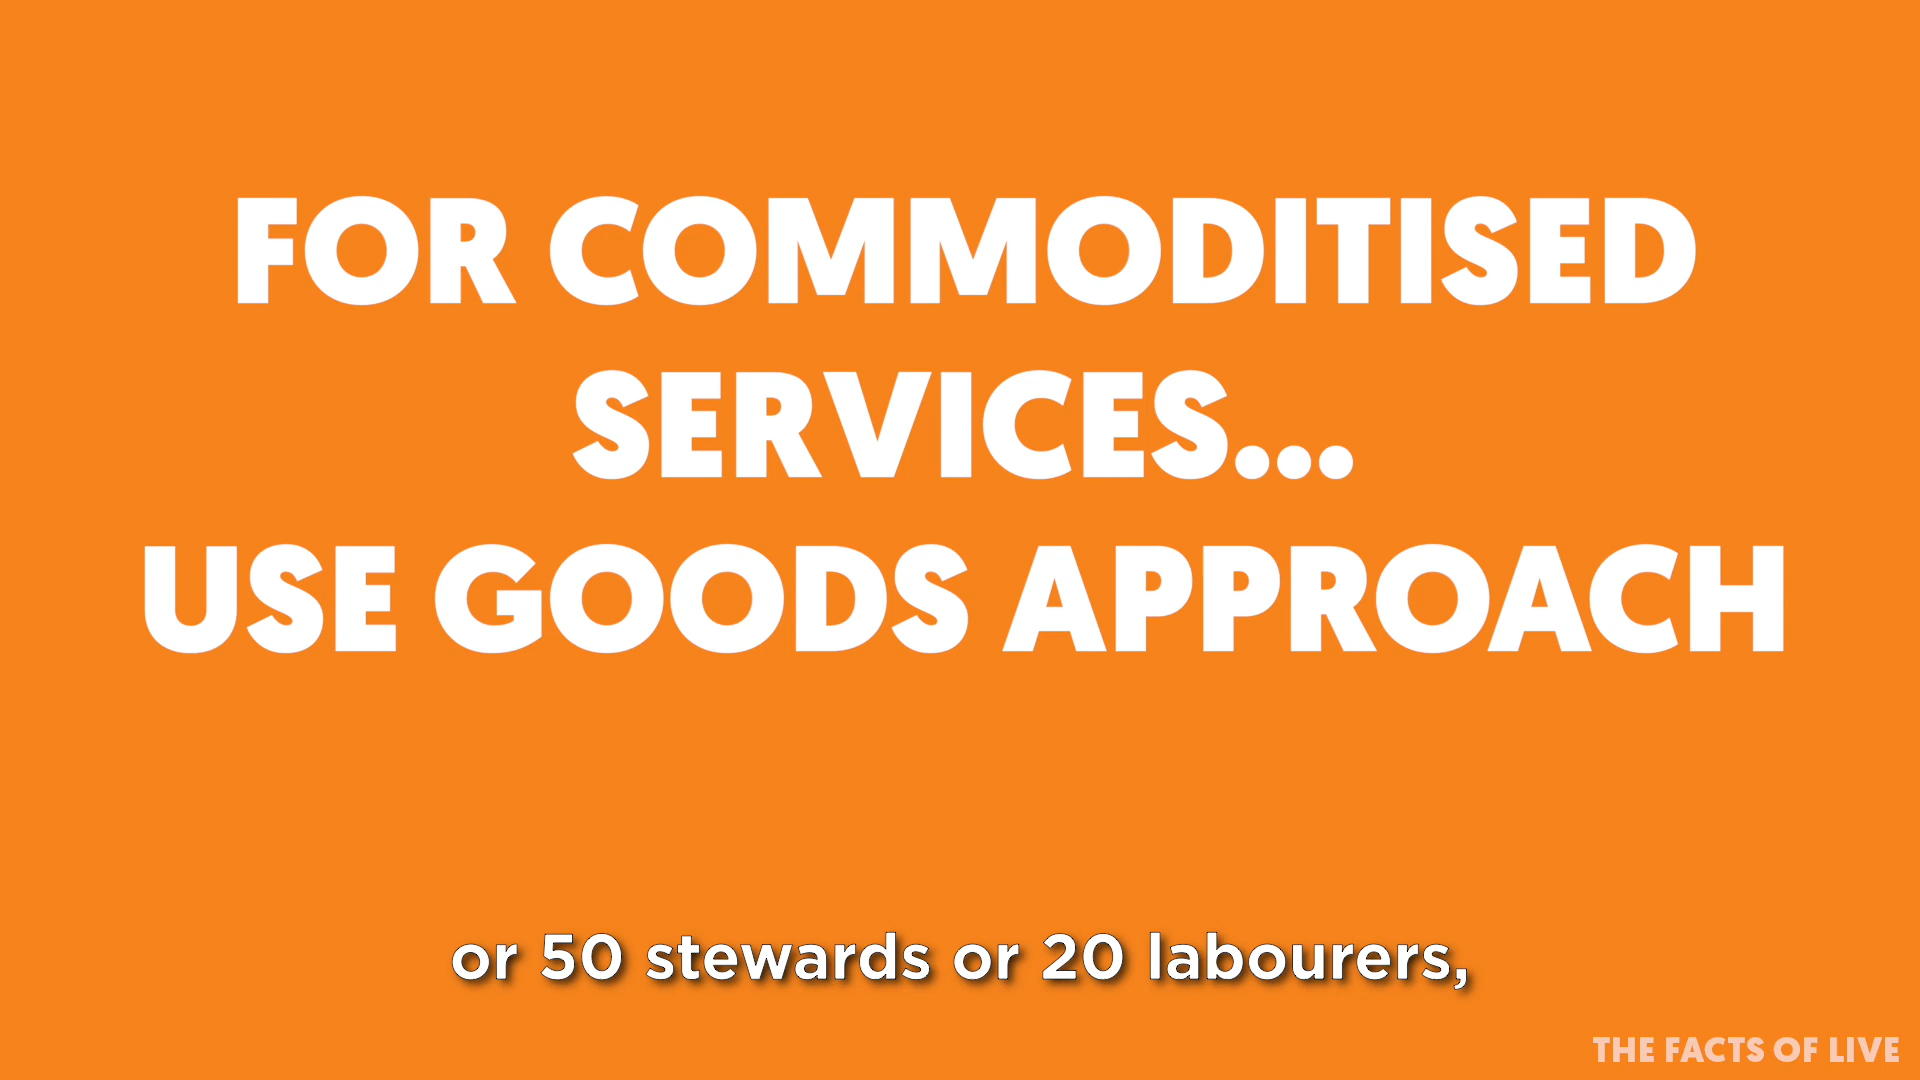 FOR COMMODITISED
SERVICES...
USE GOODS APPROACH
or 50 stewards or 20 labourers,
THE FACTS OF LIVE